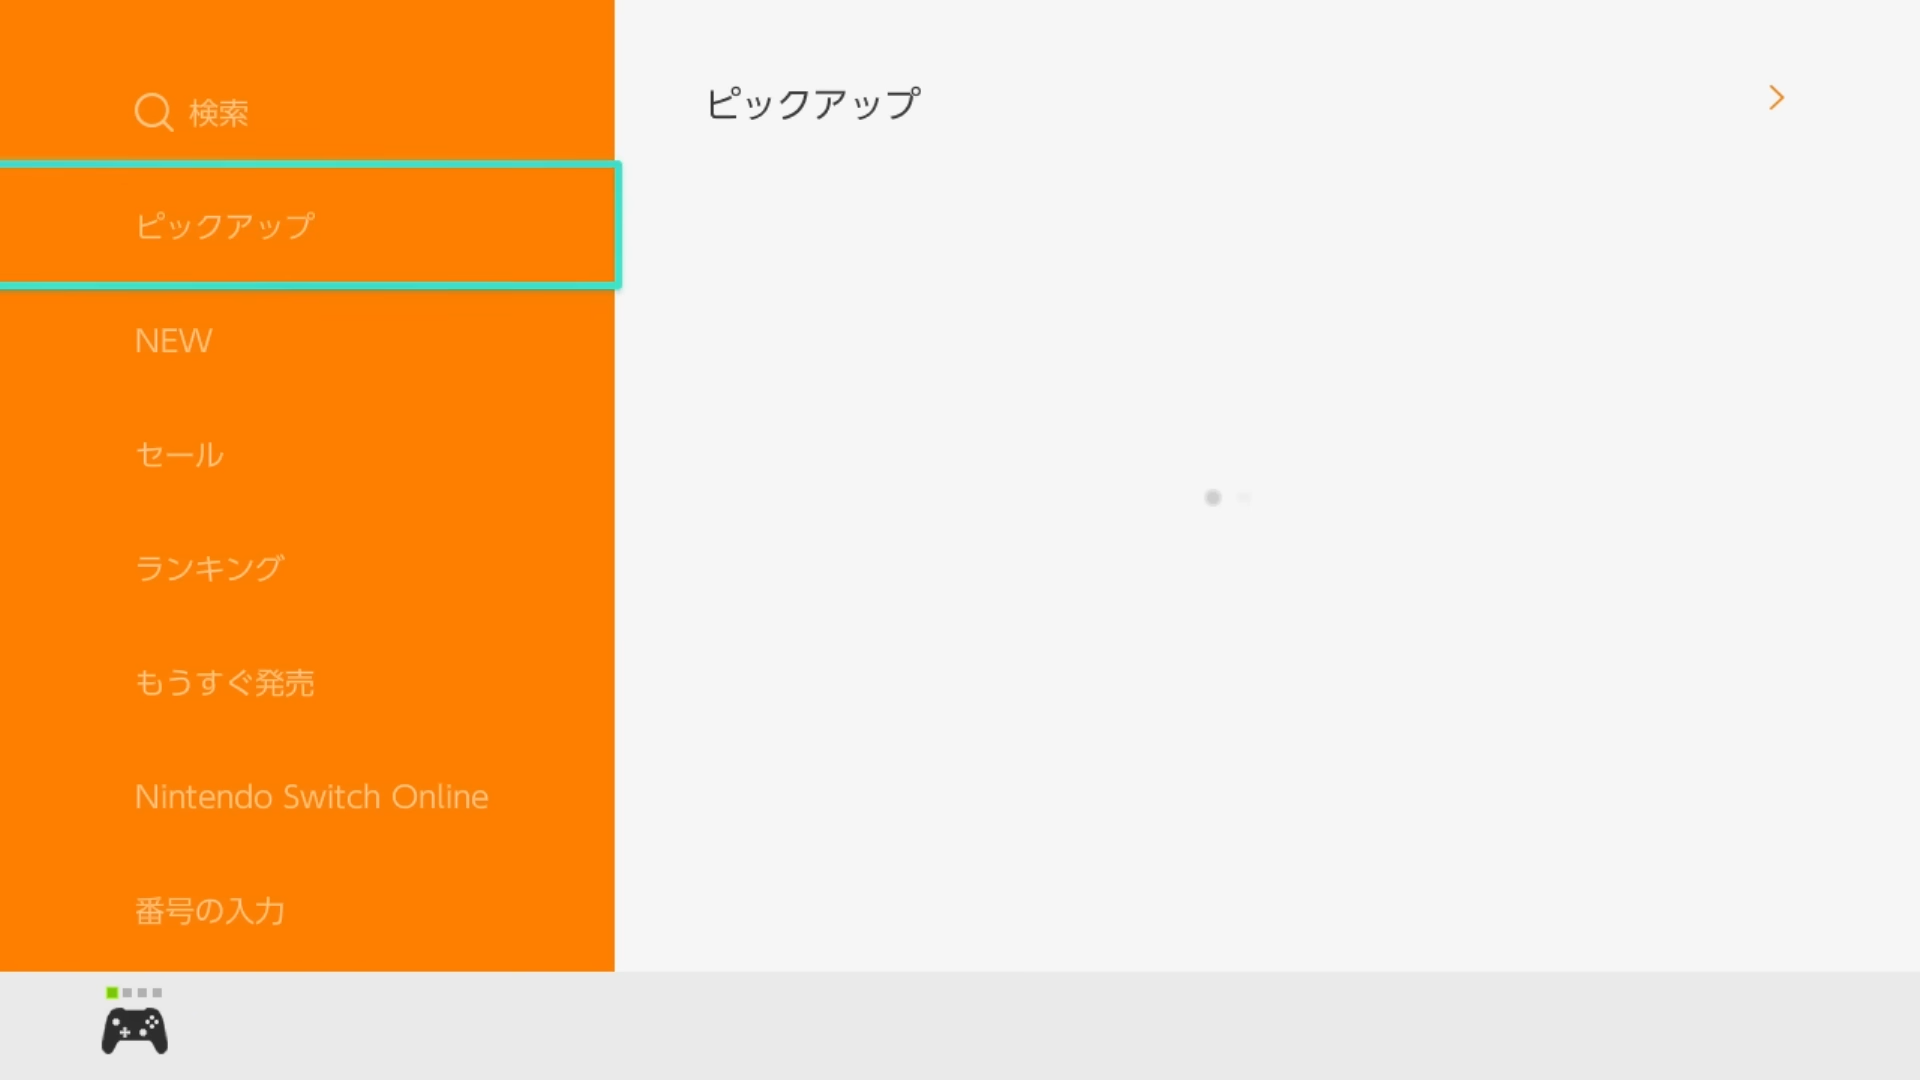 検索
ピックアップ
NEW
セール
ランキング
もうすぐ発売
Nintendo Switch Online
番号の入力
ピックアップ